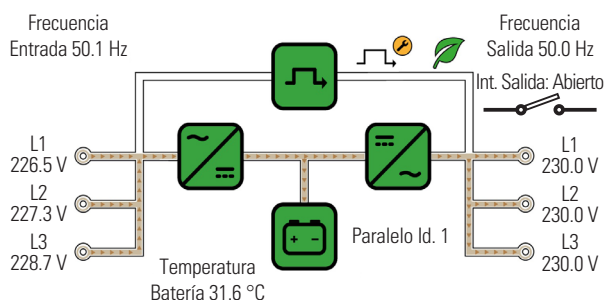 Frecuencia
Entrada 50.1 Hz
Frecuencia
Salida 50.0 Hz
Int. Salida: Abierto
L1
226.5 V
L2
227.3 V
L3
228.7 V
L1
230.0 V
L2
230.0 V
L3
230.0 V
Paralelo Id. 1
Temperatura
Batería 31.6 °C